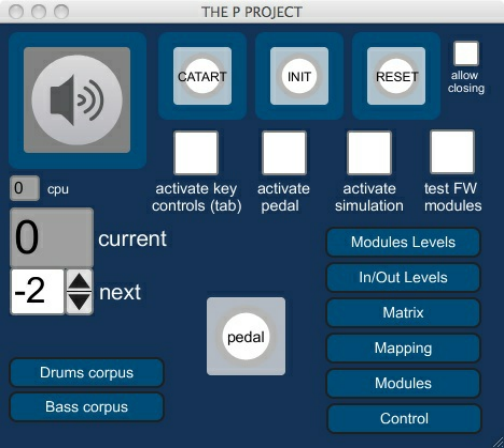 THE P PROJECT
CATART
INIT
RESET
allow
closing
0 cpu
activate key
controls (tab)
activate
pedal
activate
simulation
test FW
modules
0 current
-2 next
pedal
Modules Levels
In/Out Levels
Matrix
Mapping
Modules
Control
Drums corpus
Bass corpus